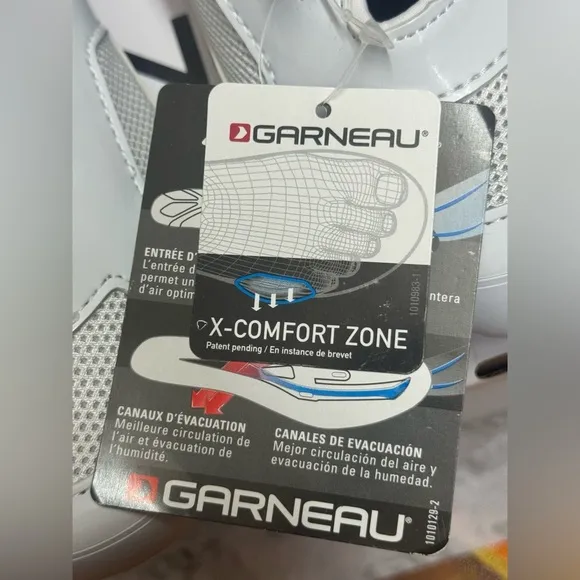 GARNEAU®
1010983-1
X-COMFORT ZONE
Patent pending / En instance de brevet
ENTRÉE D'
L'entrée d
permet un
d'air optim
ntera
CANAUX D'ÉVACUATION
Meilleure circulation de
l'air et évacuation de
l'humidité.
CANALES DE EVACUACIÓN
Mejor circulación del aire y
evacuación de la humedad.
GARNEAU®
1010129-2